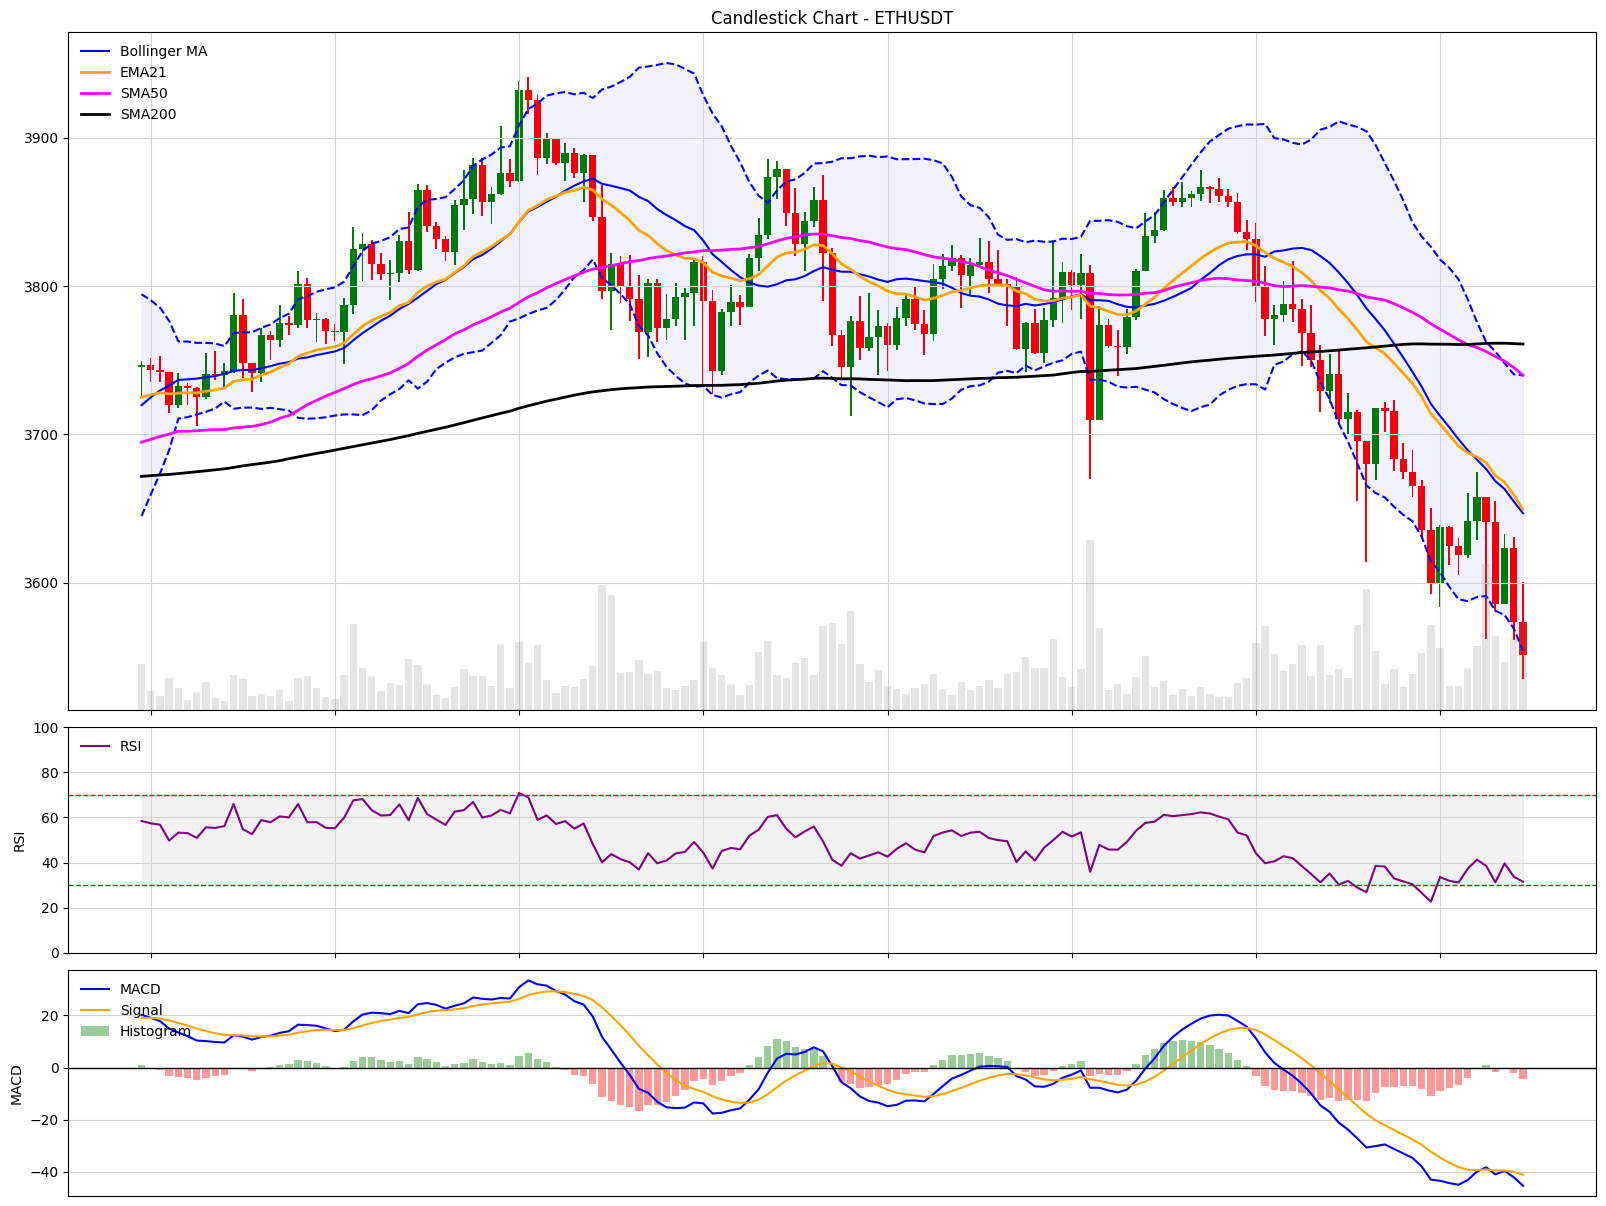 Candlestick Chart - ETHUSDT
Bollinger MA
EMA21
SMA50
SMA200
3900
3800
3700
3600
100
80
60
40
20
0
RSI
RSI
20
0
−20
−40
MACD
MACD
Signal
Histogram